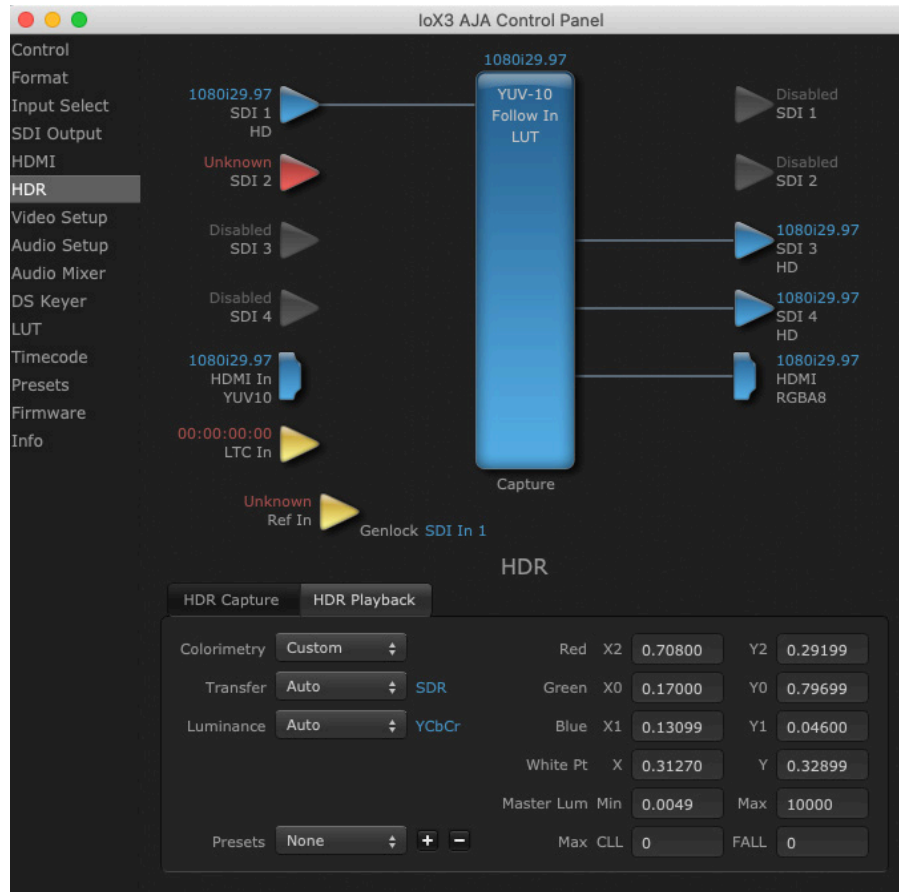 IoX3 AJA Control Panel
Control
Format
Input Select
SDI Output
HDMI
HDR
Video Setup
Audio Setup
Audio Mixer
DS Keyer
LUT
Timecode
Presets
Firmware
Info
1080i29.97
SDI 1
HD
Unknown
SDI 2
Disabled
SDI 3
Disabled
SDI 4
1080i29.97
HDMI In
YUV10
00:00:00:00
LTC In
Unknown
Ref In
Genlock SDI In 1
1080i29.97
YUV-10
Follow In
LUT
Capture
Disabled
SDI 1
Disabled
SDI 2
1080i29.97
SDI 3
HD
1080i29.97
SDI 4
HD
1080i29.97
HDMI
RGBA8
HDR
HDR Capture HDR Playback
Colorimetry Custom Red X2 0.70800 Y2 0.29199
Transfer Auto SDR Green X0 0.17000 Y0 0.79699
Luminance Auto YCbCr Blue X1 0.13099 Y1 0.04600
White Pt X 0.31270 Y 0.32899
Master Lum Min 0.0049 Max 10000
Presets None + - Max CLL 0 FALL 0